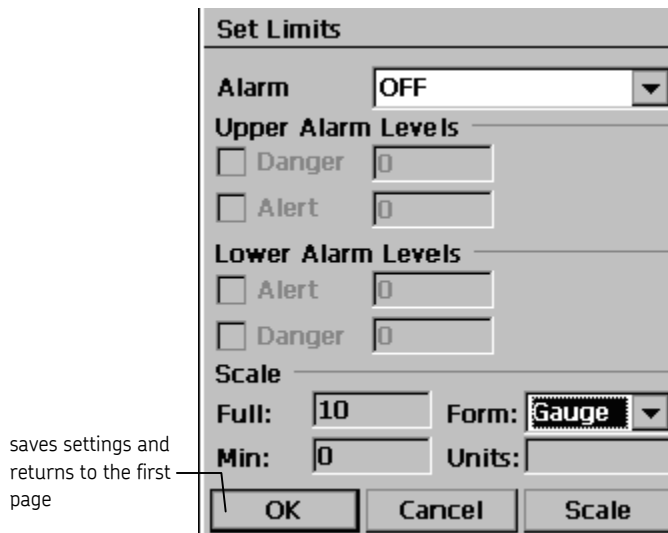 Set Limits
Alarm OFF
Upper Alarm Levels
Danger 0
Alert 0
Lower Alarm Levels
Alert 0
Danger 0
Scale
Full: 10 Form: Gauge
Min: 0 Units:
OK Cancel Scale
saves settings and
returns to the first
page